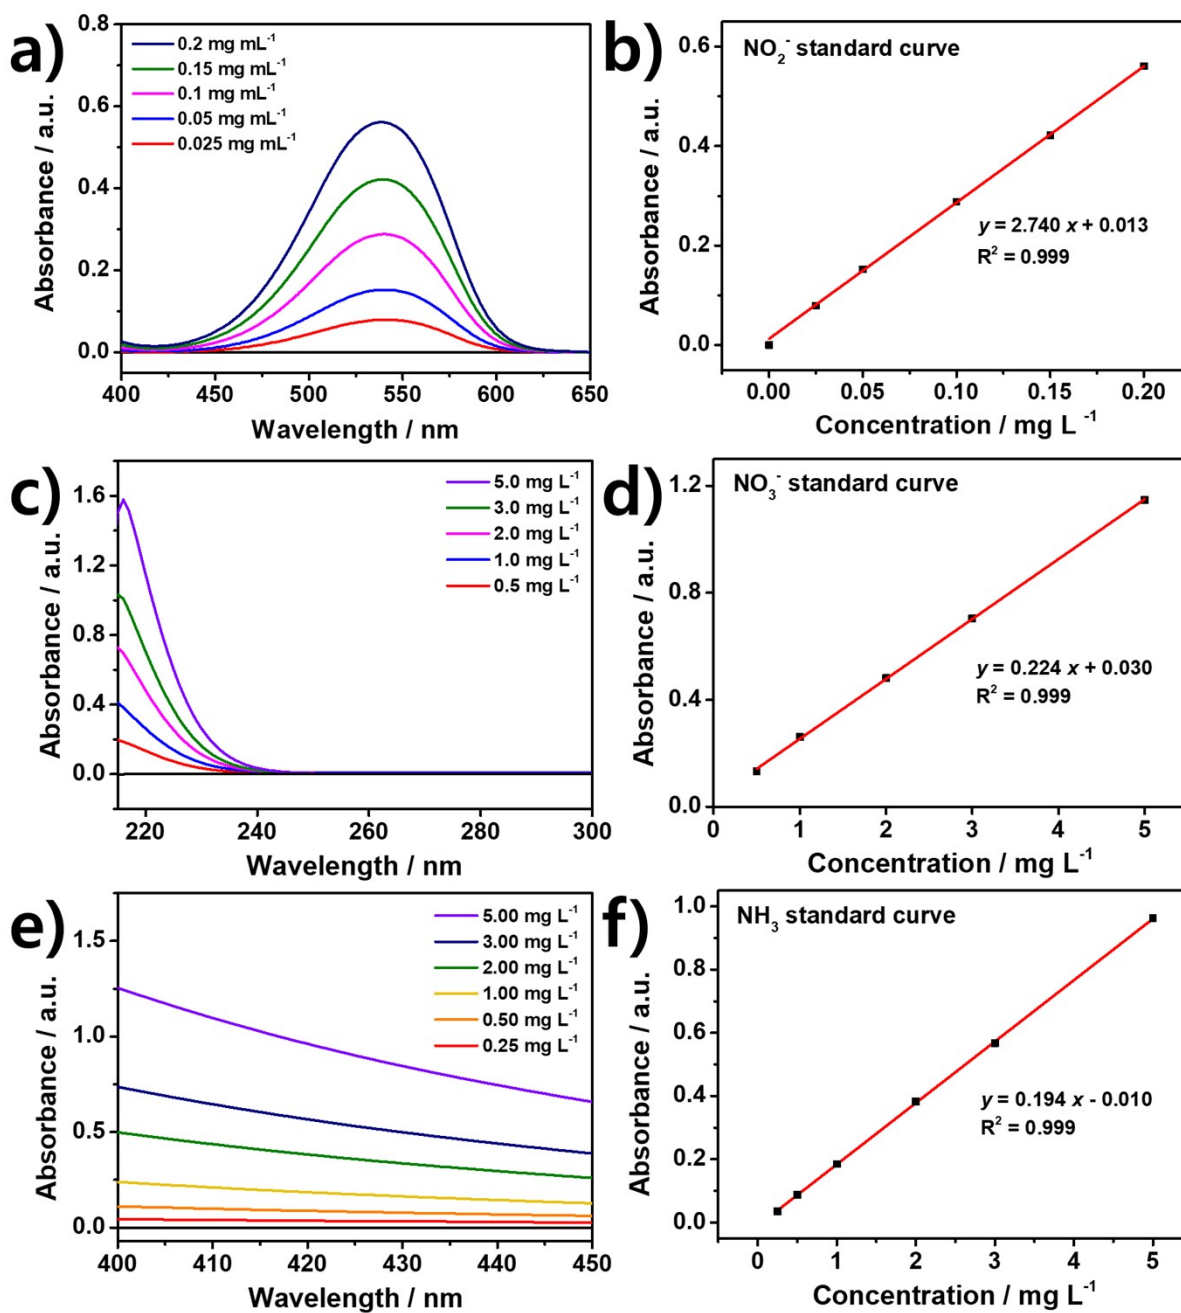 a)
0.8
0.6
0.4
0.2
0.0
Absorbance / a.u.
0.2 mg mL⁻¹
0.15 mg mL⁻¹
0.1 mg mL⁻¹
0.05 mg mL⁻¹
0.025 mg mL⁻¹
400 450 500 550 600 650
Wavelength / nm
b)
NO₂⁻ standard curve
0.6
0.4
0.2
0.0
Absorbance / a.u.
y = 2.740 x + 0.013
R² = 0.999
0.00 0.05 0.10 0.15 0.20
Concentration / mg L⁻¹
c)
1.6
1.2
0.8
0.4
0.0
Absorbance / a.u.
5.0 mg L⁻¹
3.0 mg L⁻¹
2.0 mg L⁻¹
1.0 mg L⁻¹
0.5 mg L⁻¹
220 240 260 280 300
Wavelength / nm
d)
NO₃⁻ standard curve
1.2
0.8
0.4
0.0
Absorbance / a.u.
y = 0.224 x + 0.030
R² = 0.999
0 1 2 3 4 5
Concentration / mg L⁻¹
e)
1.5
1.0
0.5
0.0
Absorbance / a.u.
5.00 mg L⁻¹
3.00 mg L⁻¹
2.00 mg L⁻¹
1.00 mg L⁻¹
0.50 mg L⁻¹
0.25 mg L⁻¹
400 410 420 430 440 450
Wavelength / nm
f)
NH₃ standard curve
1.0
0.8
0.6
0.4
0.2
0.0
Absorbance / a.u.
y = 0.194 x - 0.010
R² = 0.999
0 1 2 3 4 5
Concentration / mg L⁻¹